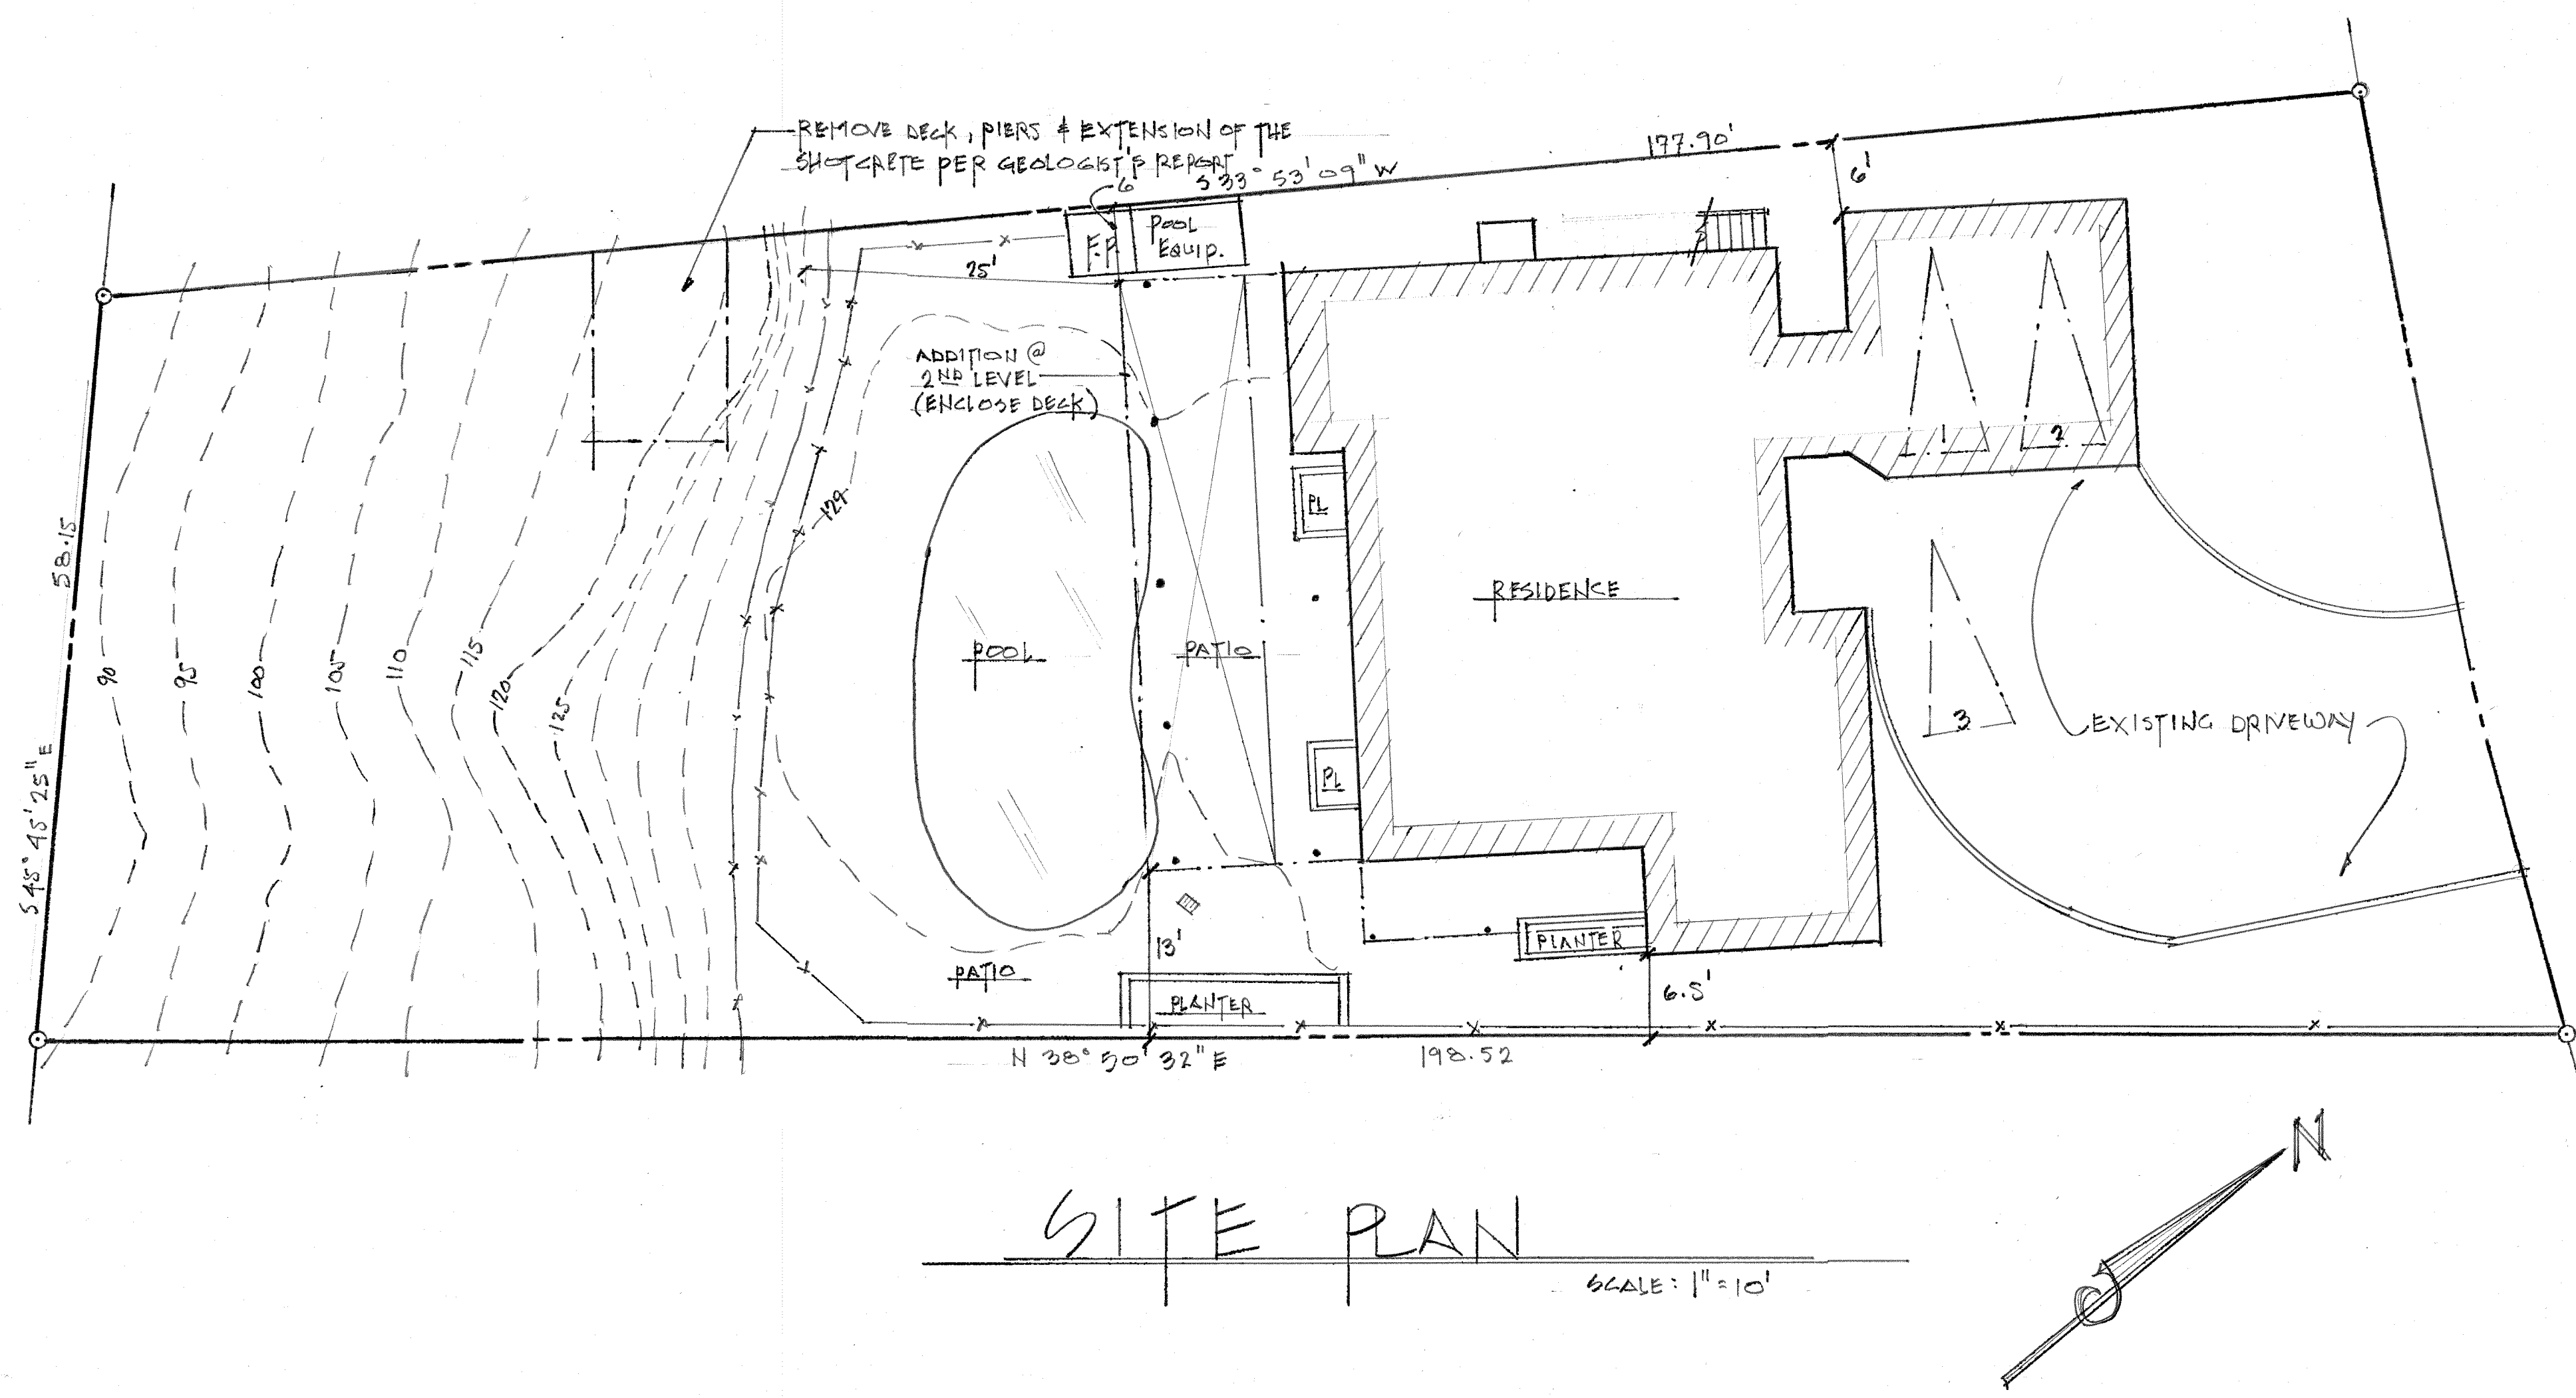 REMOVE DECK, PIERS & EXTENSION OF THE
SHOTCRETE PER GEOLOGIST'S REPORT
6'
S 33° 53' 09" W
177.90'
6'
F.P.
POOL
EQUIP.
25'
ADDITION @
2ND LEVEL
(ENCLOSE DECK)
1
2
PL
129
58.15
S 45° 45' 25" E
90
95
100
105
110
115
120
125
POOL
PATIO
RESIDENCE
3
EXISTING DRIVEWAY
PL
13'
PATIO
PLANTER
PLANTER
6.5'
N 38° 50' 32" E
198.52
N
SITE PLAN
SCALE: 1" = 10'